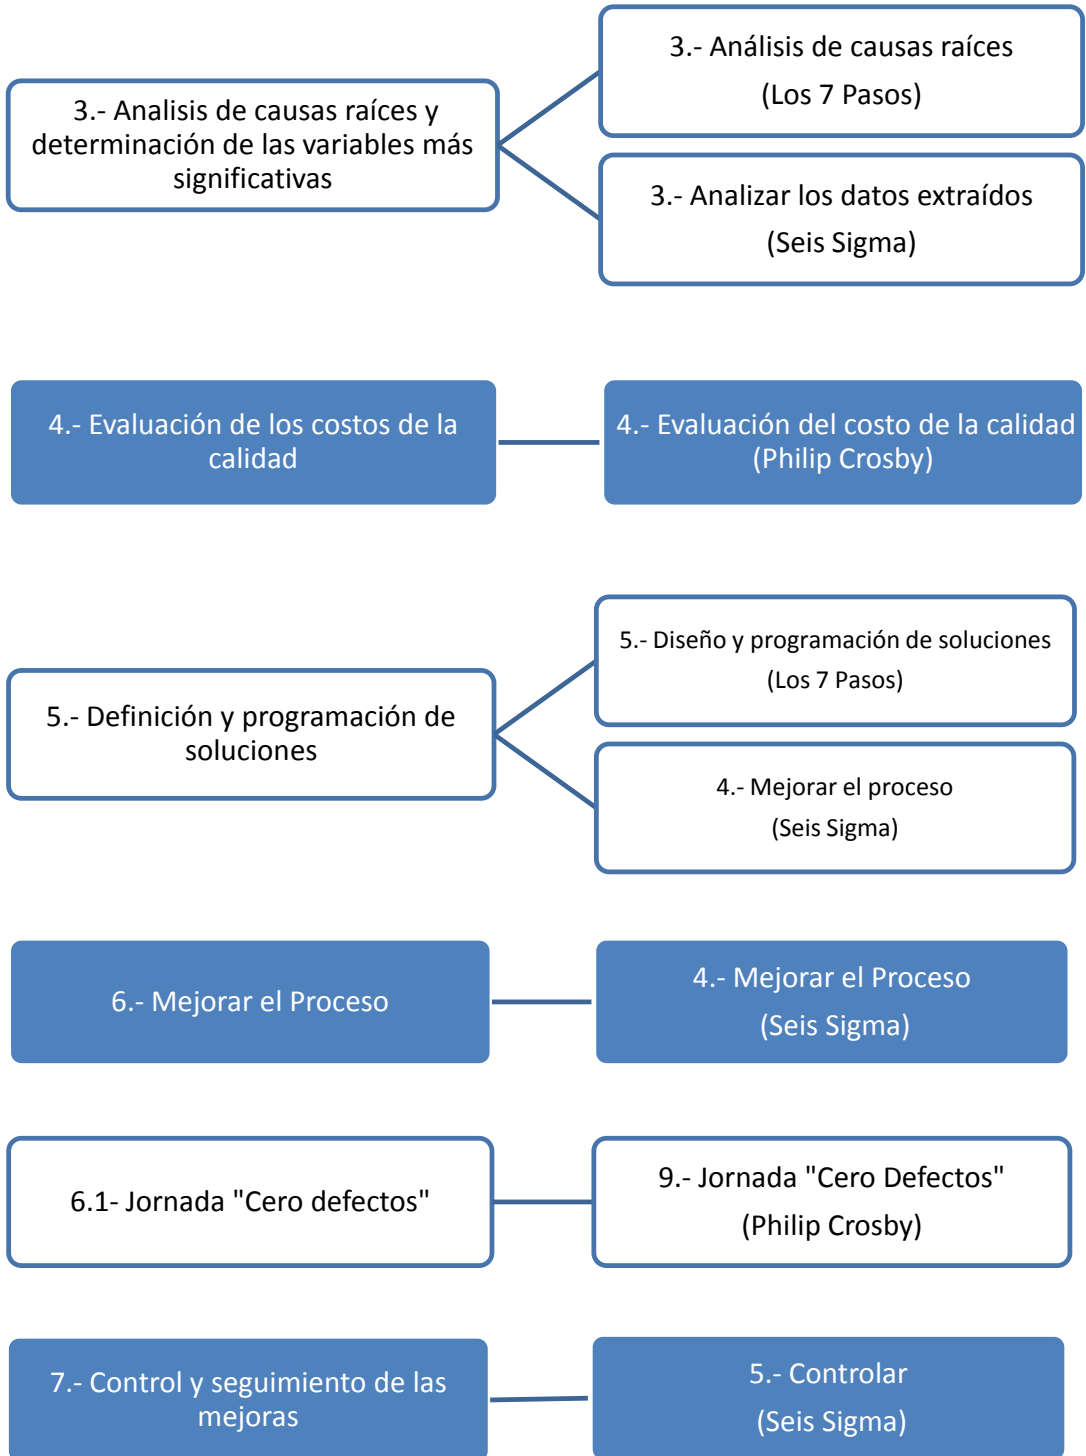 3.- Analisis de causas raíces y
determinación de las variables más
significativas
3.- Análisis de causas raíces
(Los 7 Pasos)
3.- Analizar los datos extraídos
(Seis Sigma)
4.- Evaluación de los costos de la
calidad
4.- Evaluación del costo de la calidad
(Philip Crosby)
5.- Definición y programación de
soluciones
5.- Diseño y programación de soluciones
(Los 7 Pasos)
4.- Mejorar el proceso
(Seis Sigma)
6.- Mejorar el Proceso
4.- Mejorar el Proceso
(Seis Sigma)
6.1- Jornada "Cero defectos"
9.- Jornada "Cero Defectos"
(Philip Crosby)
7.- Control y seguimiento de las
mejoras
5.- Controlar
(Seis Sigma)